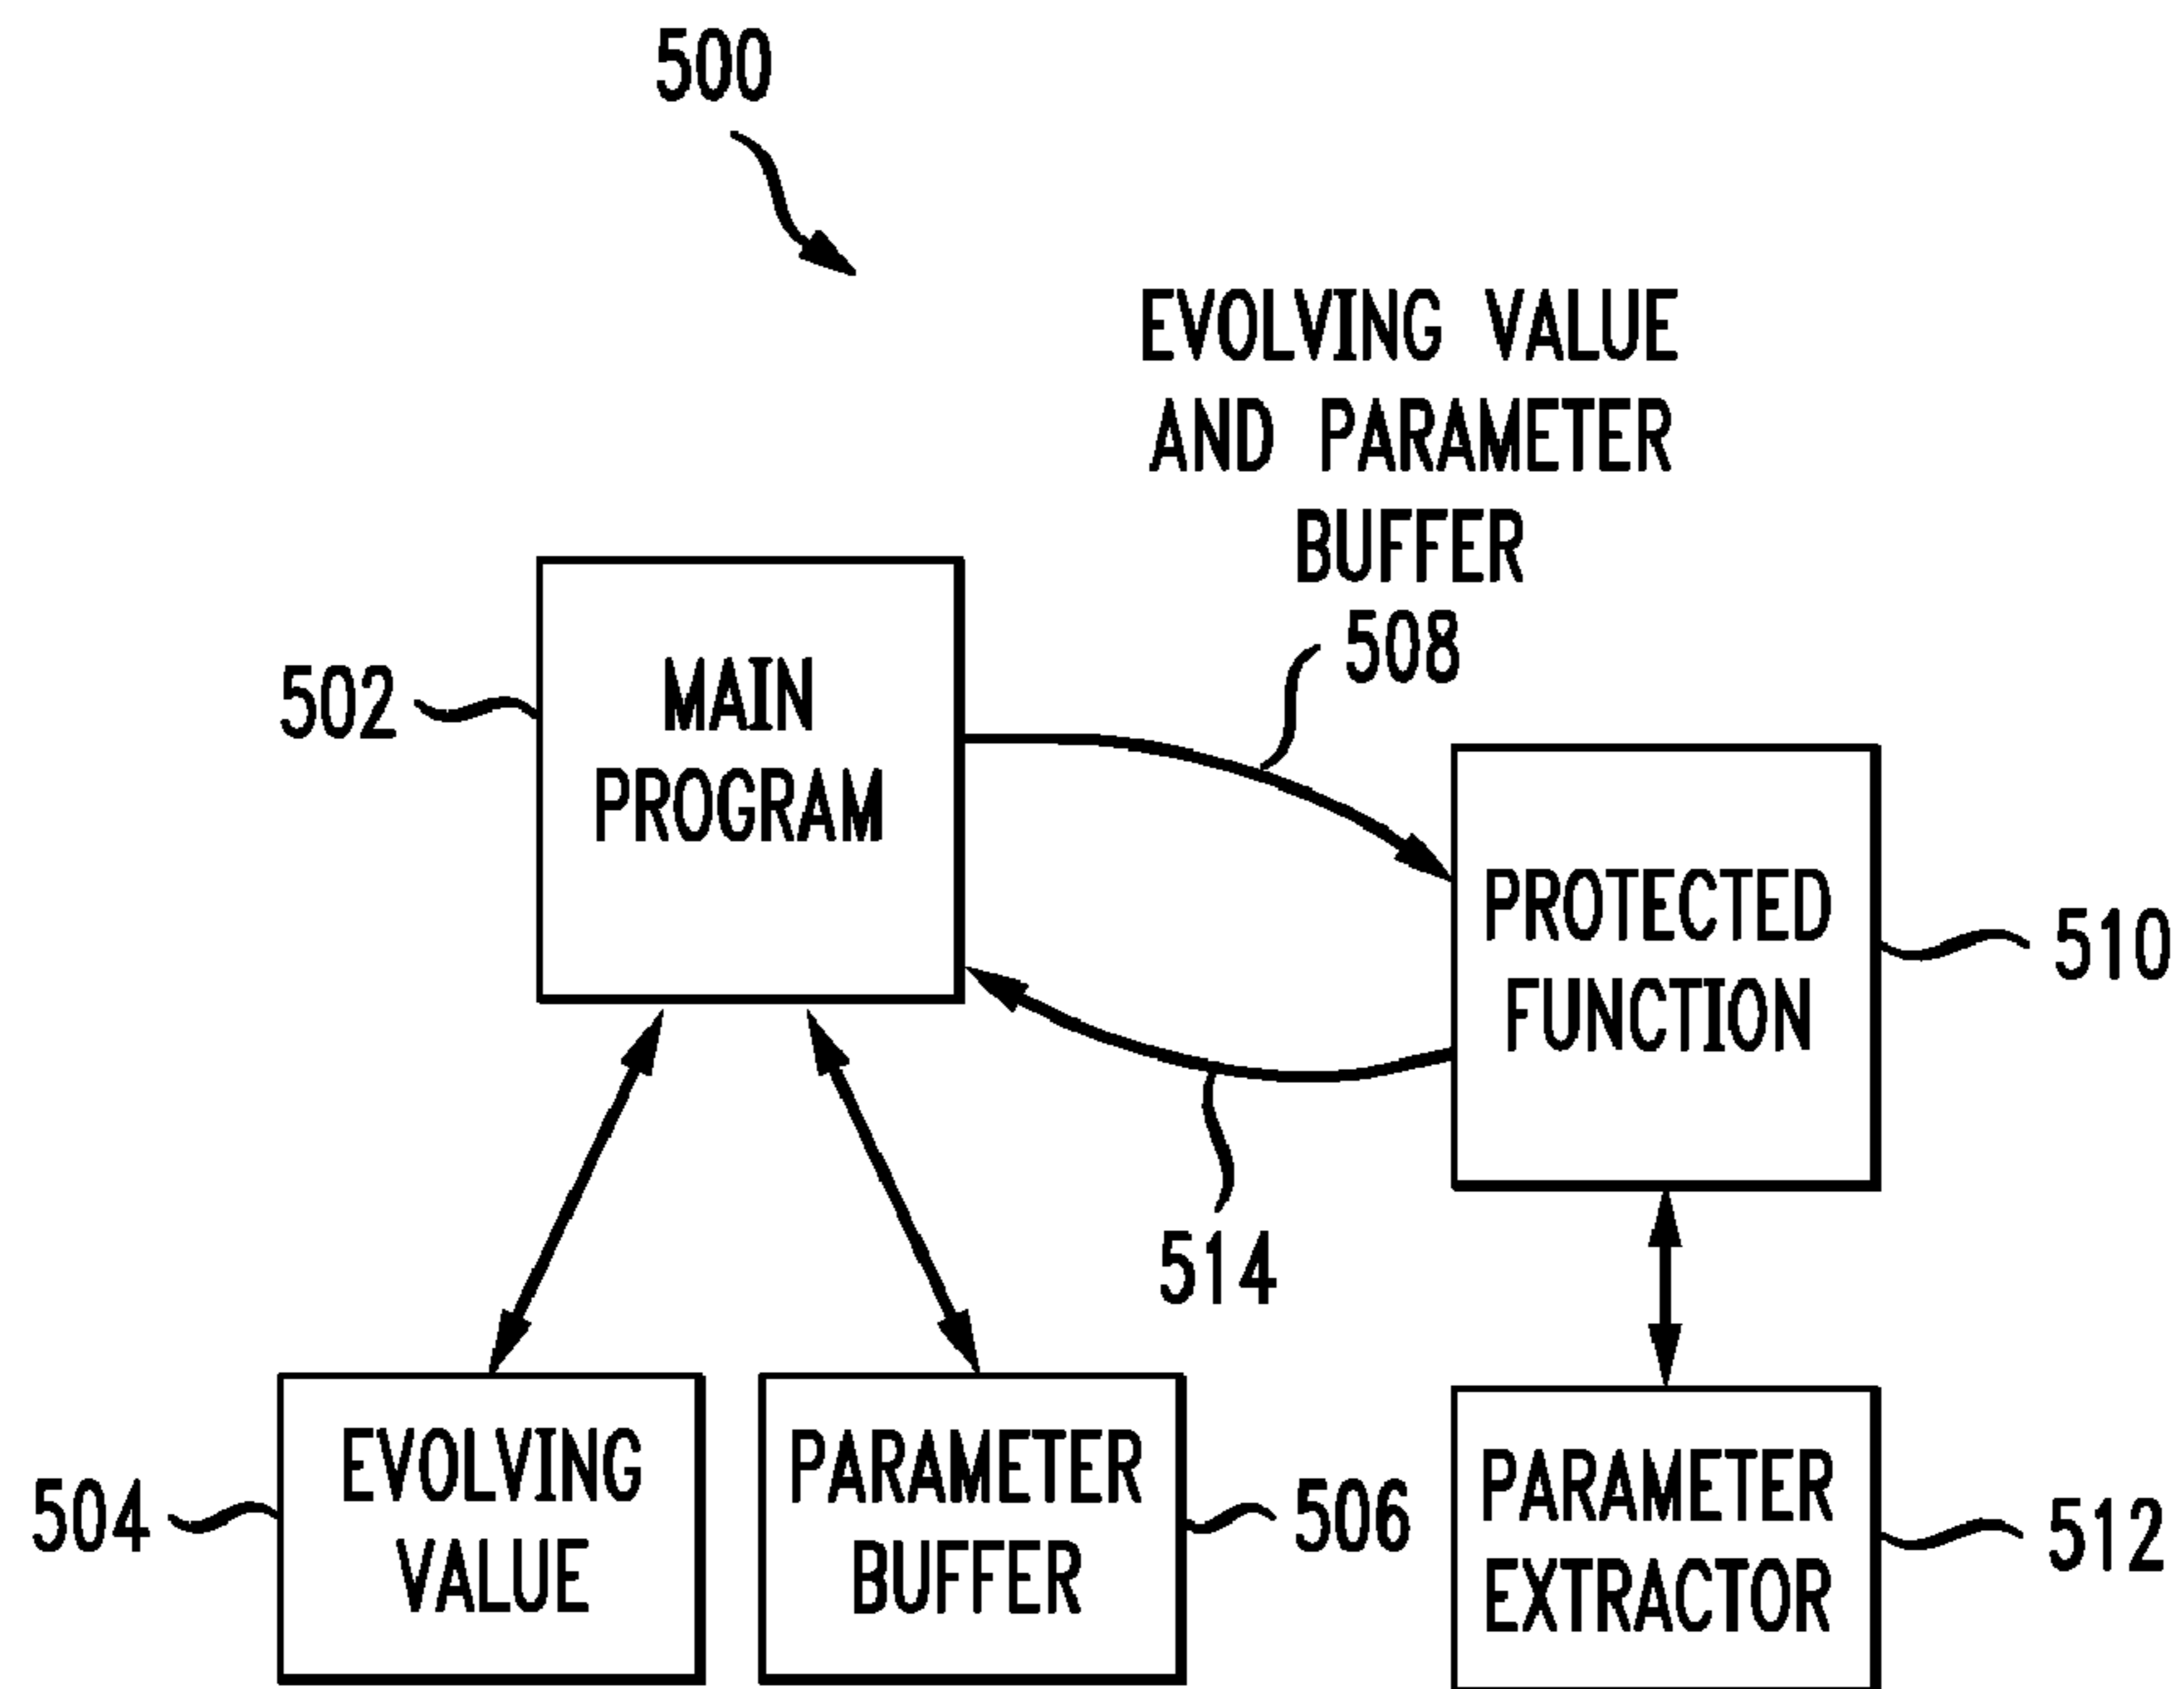 500
EVOLVING VALUE
AND PARAMETER
BUFFER
508
502
MAIN
PROGRAM
PROTECTED
FUNCTION
510
514
504
EVOLVING
VALUE
PARAMETER
BUFFER
506
PARAMETER
EXTRACTOR
512